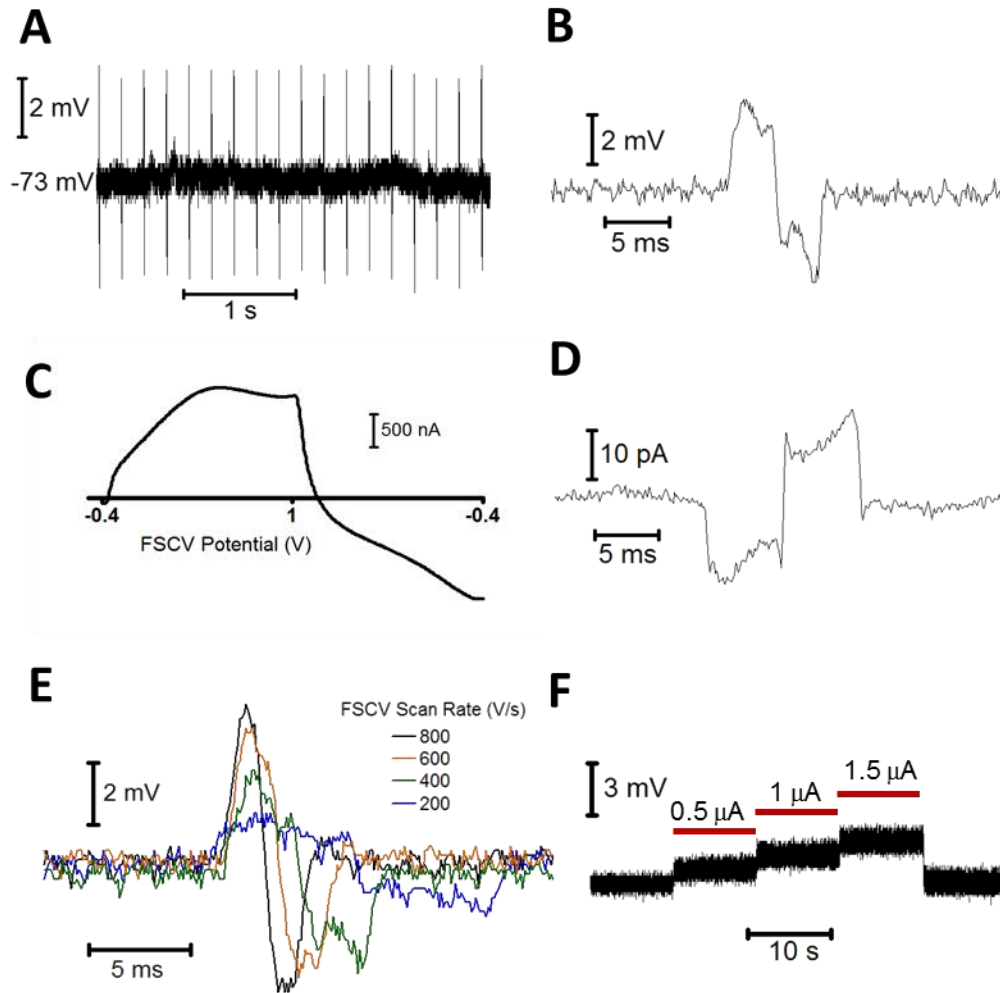 A
2 mV
-73 mV
1 s
B
2 mV
5 ms
C
500 nA
-0.4
1
-0.4
FSCV Potential (V)
D
10 pA
5 ms
E
FSCV Scan Rate (V/s)
800
600
400
200
2 mV
5 ms
F
3 mV
0.5 μA
1 μA
1.5 μA
10 s